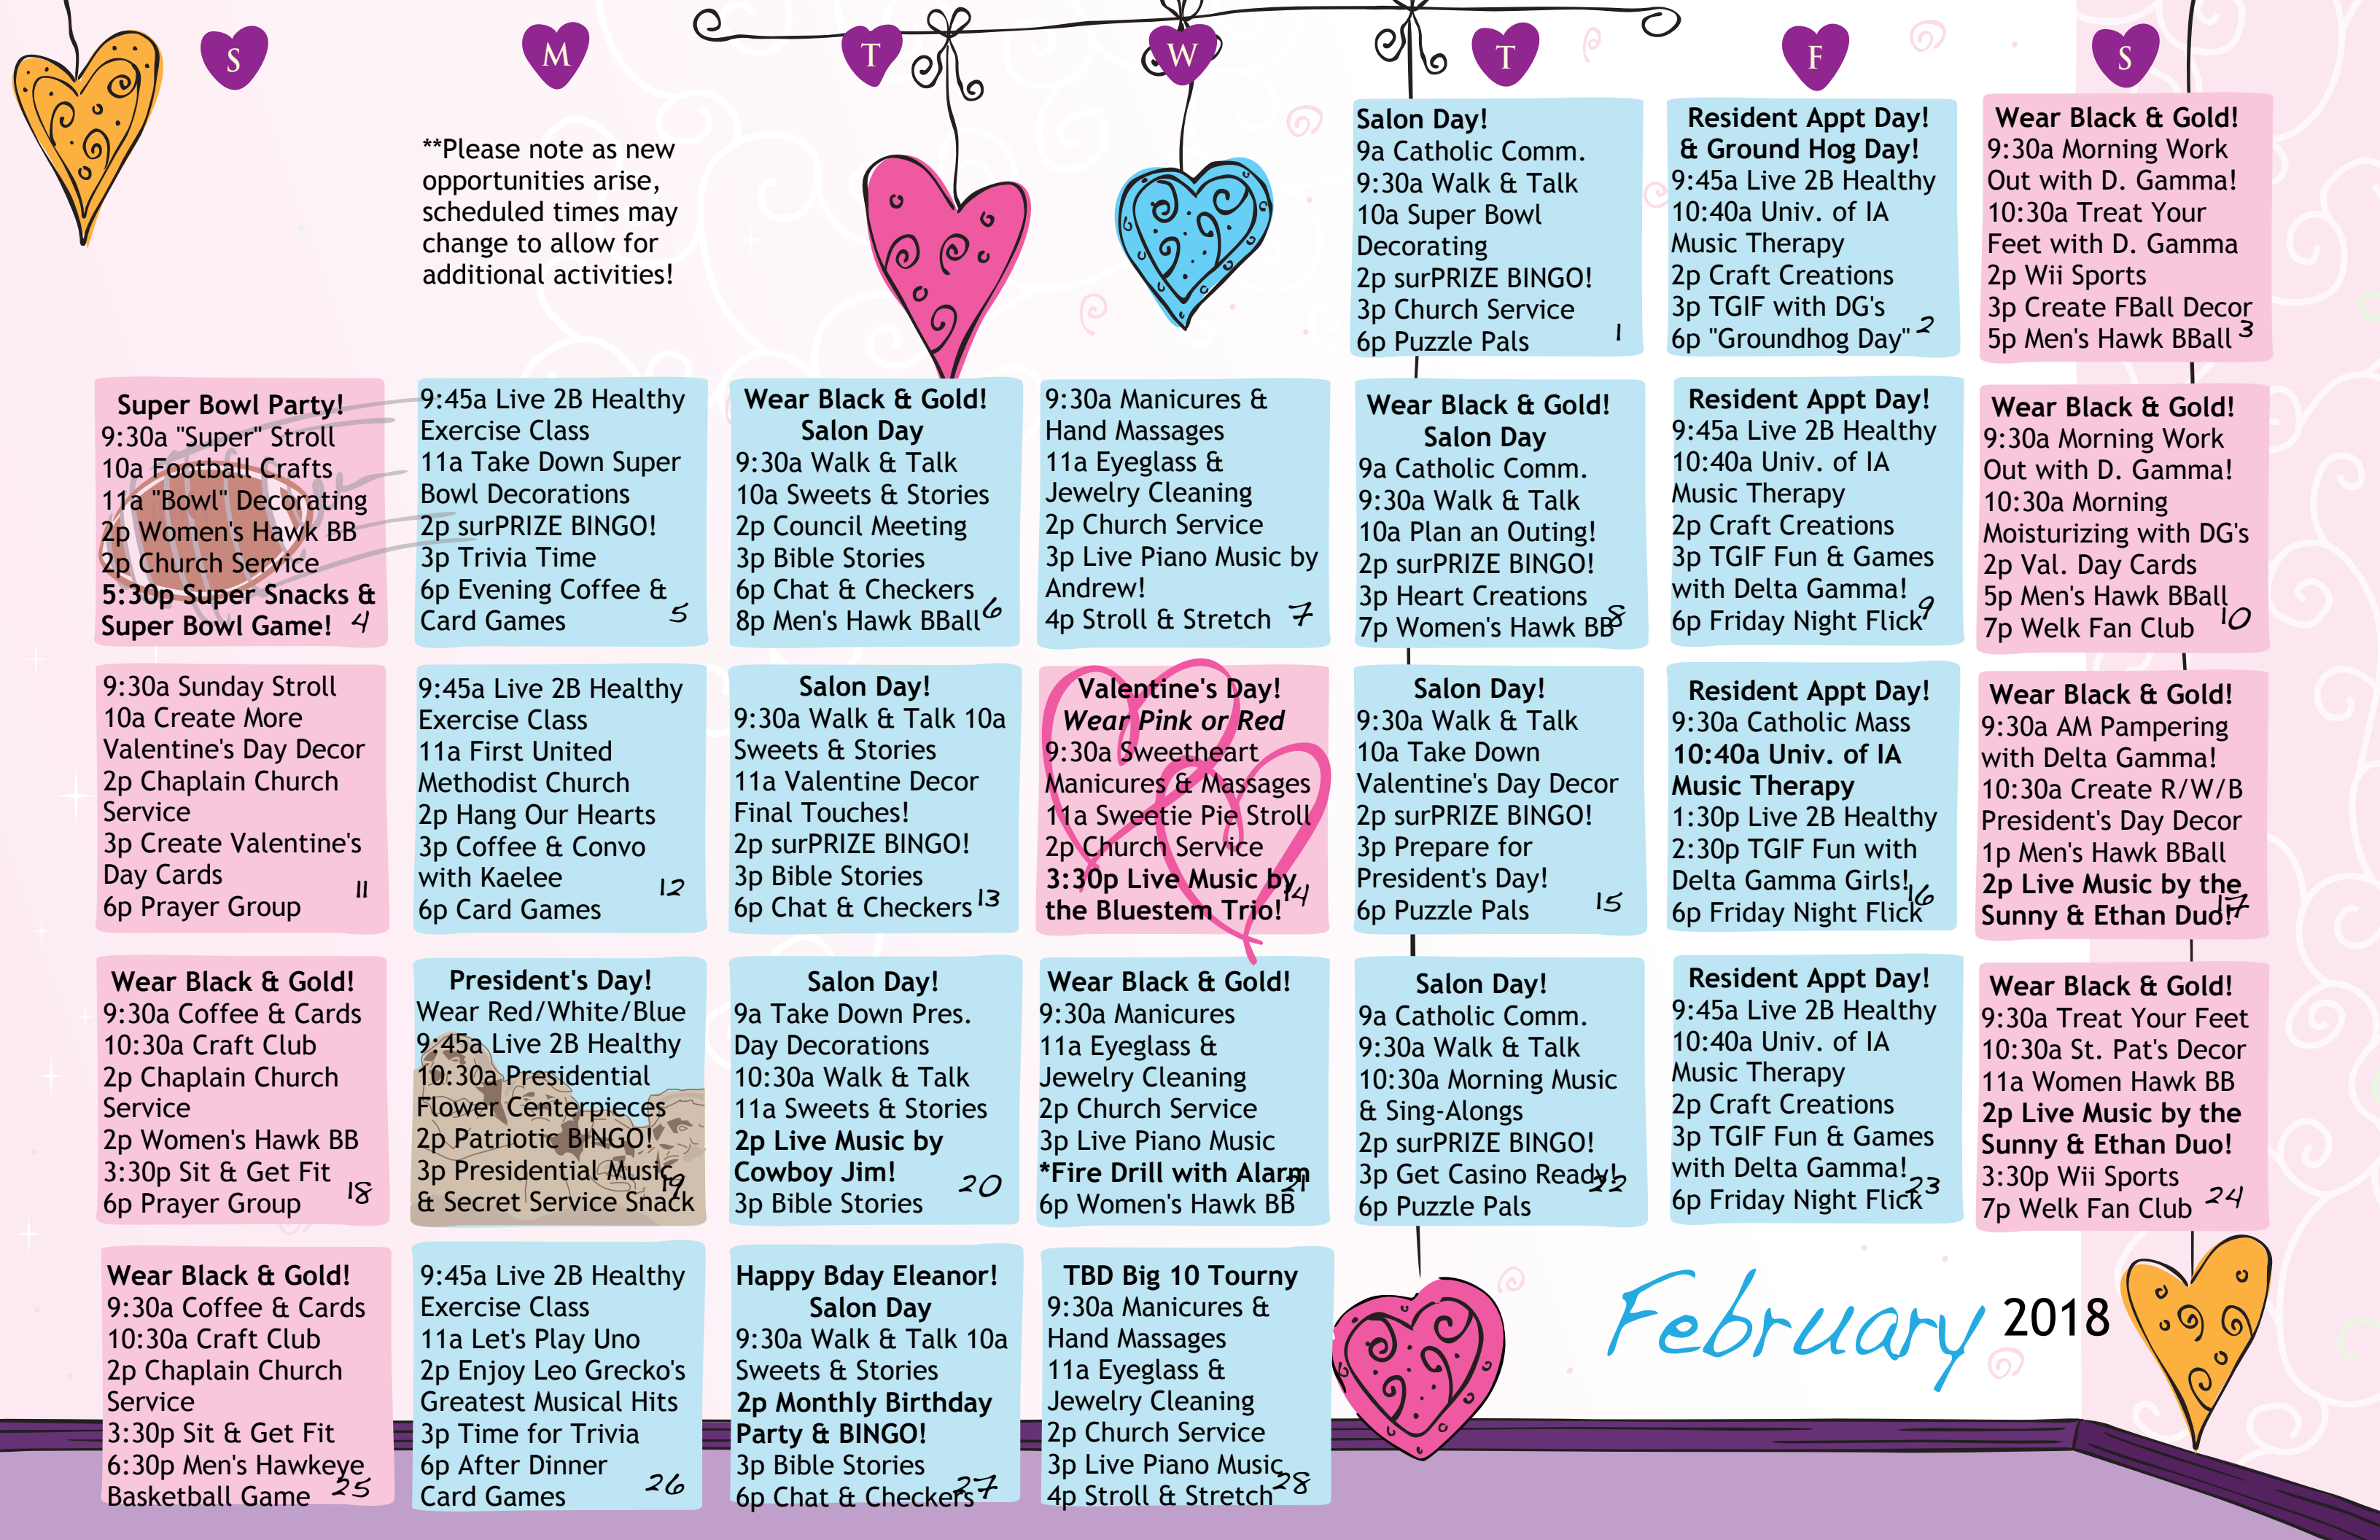 S
M
T
W
T
F
S
**Please note as new
opportunities arise,
scheduled times may
change to allow for
additional activities!
Salon Day!
9a Catholic Comm.
9:30a Walk & Talk
10a Super Bowl
Decorating
2p surPRIZE BINGO!
3p Church Service
6p Puzzle Pals
1
Resident Appt Day!
& Ground Hog Day!
9:45a Live 2B Healthy
10:40a Univ. of IA
Music Therapy
2p Craft Creations
3p TGIF with DG's
6p "Groundhog Day"
2
Wear Black & Gold!
9:30a Morning Work
Out with D. Gamma!
10:30a Treat Your
Feet with D. Gamma
2p Wii Sports
3p Create FBall Decor
5p Men's Hawk BBall
3
Super Bowl Party!
9:30a "Super" Stroll
10a Football Crafts
11a "Bowl" Decorating
2p Women's Hawk BB
2p Church Service
5:30p Super Snacks &
Super Bowl Game!
4
9:45a Live 2B Healthy
Exercise Class
11a Take Down Super
Bowl Decorations
2p surPRIZE BINGO!
3p Trivia Time
6p Evening Coffee &
Card Games
5
Wear Black & Gold!
Salon Day
9:30a Walk & Talk
10a Sweets & Stories
2p Council Meeting
3p Bible Stories
6p Chat & Checkers
8p Men's Hawk BBall
6
9:30a Manicures &
Hand Massages
11a Eyeglass &
Jewelry Cleaning
2p Church Service
3p Live Piano Music by
Andrew!
4p Stroll & Stretch
7
Wear Black & Gold!
Salon Day
9a Catholic Comm.
9:30a Walk & Talk
10a Plan an Outing!
2p surPRIZE BINGO!
3p Heart Creations
7p Women's Hawk BB
8
Resident Appt Day!
9:45a Live 2B Healthy
10:40a Univ. of IA
Music Therapy
2p Craft Creations
3p TGIF Fun & Games
with Delta Gamma!
6p Friday Night Flick
9
Wear Black & Gold!
9:30a Morning Work
Out with D. Gamma!
10:30a Morning
Moisturizing with DG's
2p Val. Day Cards
5p Men's Hawk BBall
7p Welk Fan Club
10
9:30a Sunday Stroll
10a Create More
Valentine's Day Decor
2p Chaplain Church
Service
3p Create Valentine's
Day Cards
6p Prayer Group
11
9:45a Live 2B Healthy
Exercise Class
11a First United
Methodist Church
2p Hang Our Hearts
3p Coffee & Convo
with Kaelee
6p Card Games
12
Salon Day!
9:30a Walk & Talk 10a
Sweets & Stories
11a Valentine Decor
Final Touches!
2p surPRIZE BINGO!
3p Bible Stories
6p Chat & Checkers
13
Valentine's Day!
Wear Pink or Red
9:30a Sweetheart
Manicures & Massages
11a Sweetie Pie Stroll
2p Church Service
3:30p Live Music by
the Bluestem Trio!
14
Salon Day!
9:30a Walk & Talk
10a Take Down
Valentine's Day Decor
2p surPRIZE BINGO!
3p Prepare for
President's Day!
6p Puzzle Pals
15
Resident Appt Day!
9:30a Catholic Mass
10:40a Univ. of IA
Music Therapy
1:30p Live 2B Healthy
2:30p TGIF Fun with
Delta Gamma Girls!
6p Friday Night Flick
16
Wear Black & Gold!
9:30a AM Pampering
with Delta Gamma!
10:30a Create R/W/B
President's Day Decor
1p Men's Hawk BBall
2p Live Music by the
Sunny & Ethan Duo!
17
Wear Black & Gold!
9:30a Coffee & Cards
10:30a Craft Club
2p Chaplain Church
Service
2p Women's Hawk BB
3:30p Sit & Get Fit
6p Prayer Group
18
President's Day!
Wear Red/White/Blue
9:45a Live 2B Healthy
10:30a Presidential
Flower Centerpieces
2p Patriotic BINGO!
3p Presidential Music
& Secret Service Snack
19
Salon Day!
9a Take Down Pres.
Day Decorations
10:30a Walk & Talk
11a Sweets & Stories
2p Live Music by
Cowboy Jim!
3p Bible Stories
20
Wear Black & Gold!
9:30a Manicures
11a Eyeglass &
Jewelry Cleaning
2p Church Service
3p Live Piano Music
*Fire Drill with Alarm
6p Women's Hawk BB
21
Salon Day!
9a Catholic Comm.
9:30a Walk & Talk
10:30a Morning Music
& Sing-Alongs
2p surPRIZE BINGO!
3p Get Casino Ready!
6p Puzzle Pals
22
Resident Appt Day!
9:45a Live 2B Healthy
10:40a Univ. of IA
Music Therapy
2p Craft Creations
3p TGIF Fun & Games
with Delta Gamma!
6p Friday Night Flick
23
Wear Black & Gold!
9:30a Treat Your Feet
10:30a St. Pat's Decor
11a Women Hawk BB
2p Live Music by the
Sunny & Ethan Duo!
3:30p Wii Sports
7p Welk Fan Club
24
Wear Black & Gold!
9:30a Coffee & Cards
10:30a Craft Club
2p Chaplain Church
Service
3:30p Sit & Get Fit
6:30p Men's Hawkeye
Basketball Game
25
9:45a Live 2B Healthy
Exercise Class
11a Let's Play Uno
2p Enjoy Leo Grecko's
Greatest Musical Hits
3p Time for Trivia
6p After Dinner
Card Games
26
Happy Bday Eleanor!
Salon Day
9:30a Walk & Talk 10a
Sweets & Stories
2p Monthly Birthday
Party & BINGO!
3p Bible Stories
6p Chat & Checkers
27
TBD Big 10 Tourny
9:30a Manicures &
Hand Massages
11a Eyeglass &
Jewelry Cleaning
2p Church Service
3p Live Piano Music
4p Stroll & Stretch
28
February 2018